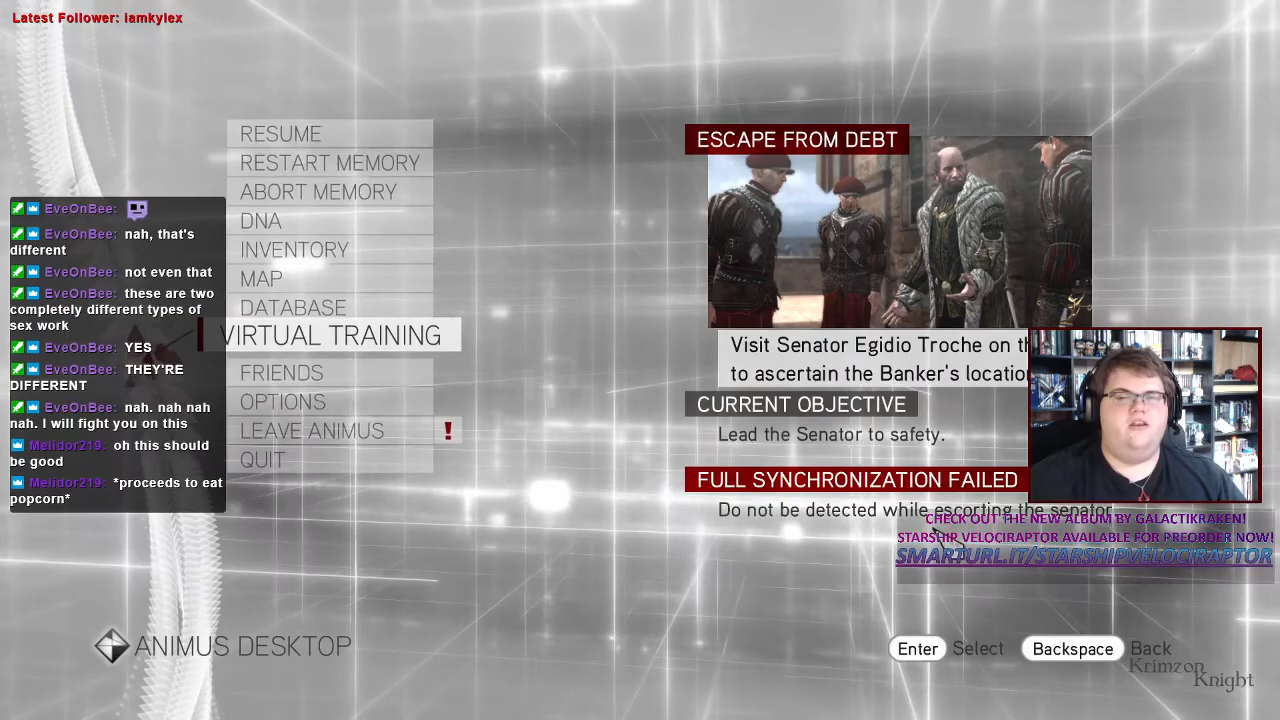 Latest Follower: iamkylex
RESUME
RESTART MEMORY
ABORT MEMORY
DNA
INVENTORY
MAP
DATABASE
VIRTUAL TRAINING
FRIENDS
OPTIONS
LEAVE ANIMUS !
QUIT
EveOnBee:
EveOnBee: nah, that's
different
EveOnBee: not even that
EveOnBee: these are two
completely different types of
sex work
EveOnBee: YES
EveOnBee: THEY'RE
DIFFERENT
EveOnBee: nah. nah nah
nah. I will fight you on this
Melidor219: oh this should
be good
Melidor219: *proceeds to eat
popcorn*
ESCAPE FROM DEBT
Visit Senator Egidio Troche on th
to ascertain the Banker's location
CURRENT OBJECTIVE
Lead the Senator to safety.
FULL SYNCHRONIZATION FAILED
Do not be detected while escorting the senator
CHECK OUT THE NEW ALBUM BY GALACTIKRAKEN!
STARSHIP VELOCIRAPTOR AVAILABLE FOR PREORDER NOW!
SMARTURL.IT/STARSHIPVELOCIRAPTOR
ANIMUS DESKTOP
Enter Select Backspace Back
Krimzon
Knight